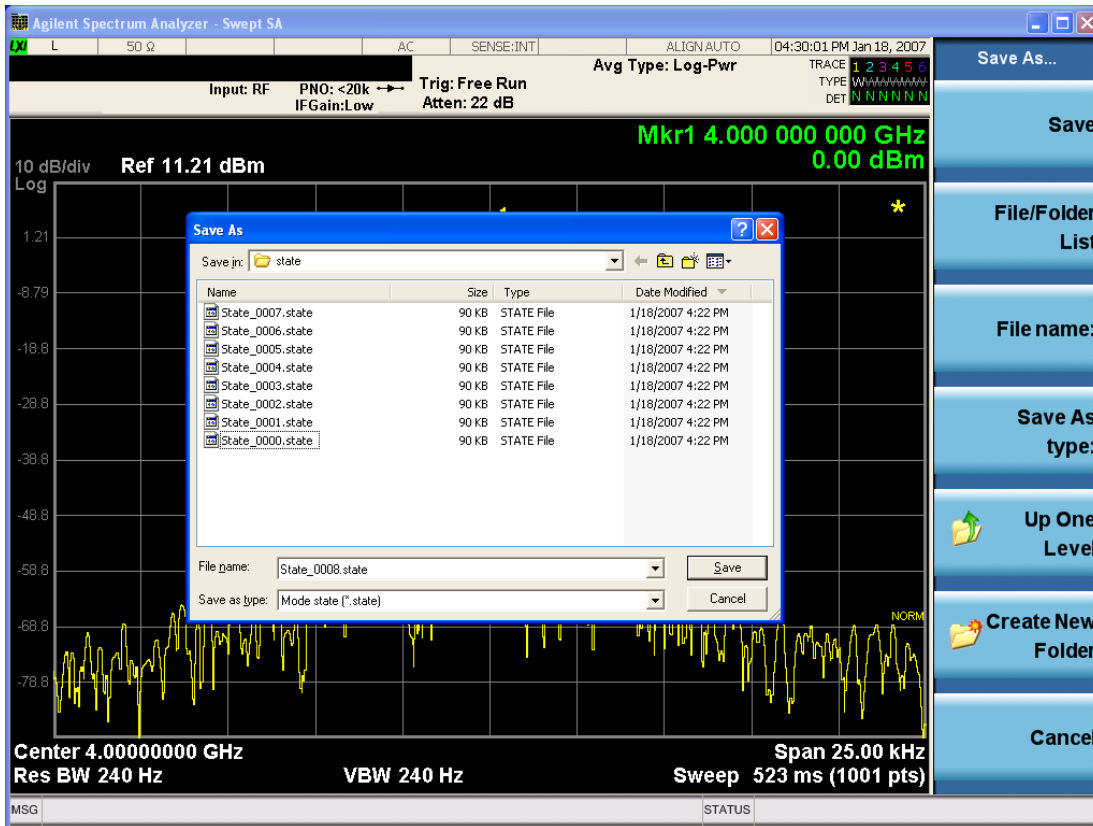 Agilent Spectrum Analyzer - Swept SA
LXI L 50 Ω AC SENSE:INT ALIGNAUTO 04:30:01 PM Jan 18, 2007
Input: RF PNO: <20k Trig: Free Run Avg Type: Log-Pwr TRACE 1 2 3 4 5 6
IFGain:Low Atten: 22 dB TYPE WWWWWW
DET N N N N N N
Mkr1 4.000 000 000 GHz
0.00 dBm
10 dB/div Ref 11.21 dBm
Log
1.21
-8.79
-18.8
-28.8
-38.8
-48.8
-58.8
-68.8
-78.8
NORM
Save As
Save in: state
Name Size Type Date Modified
State_0007.state 90 KB STATE File 1/18/2007 4:22 PM
State_0006.state 90 KB STATE File 1/18/2007 4:22 PM
State_0005.state 90 KB STATE File 1/18/2007 4:22 PM
State_0004.state 90 KB STATE File 1/18/2007 4:22 PM
State_0003.state 90 KB STATE File 1/18/2007 4:22 PM
State_0002.state 90 KB STATE File 1/18/2007 4:22 PM
State_0001.state 90 KB STATE File 1/18/2007 4:22 PM
State_0000.state 90 KB STATE File 1/18/2007 4:22 PM
File name: State_0008.state Save
Save as type: Mode state (*.state) Cancel
Center 4.00000000 GHz Span 25.00 kHz
Res BW 240 Hz VBW 240 Hz Sweep 523 ms (1001 pts)
MSG STATUS
Save As...
Save
File/Folder
List
File name:
Save As
type:
Up One
Level
Create New
Folder
Cancel